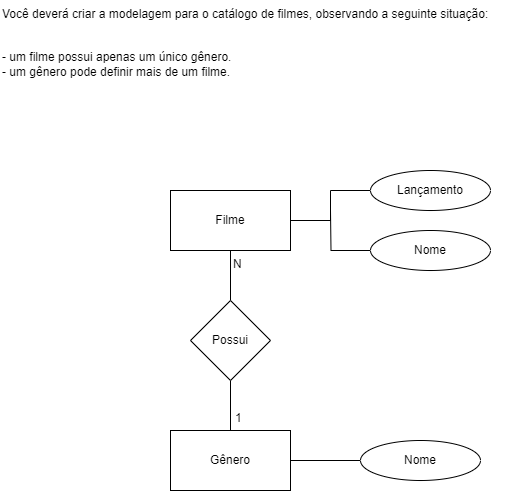 Você deverá criar a modelagem para o catálogo de filmes, observando a seguinte situação:
- um filme possui apenas um único gênero.
- um gênero pode definir mais de um filme.
Lançamento
Filme
Nome
N
Possui
1
Gênero
Nome